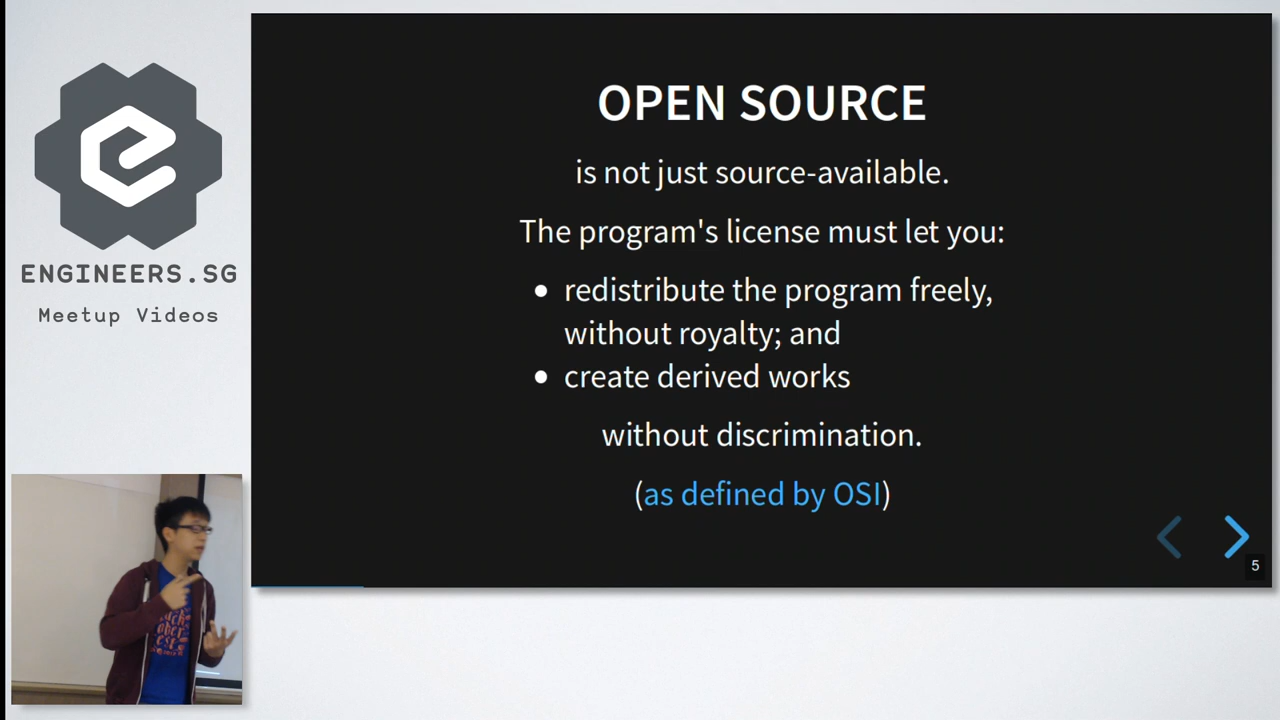 ENGINEERS.SG
Meetup Videos
OPEN SOURCE
is not just source-available.
The program's license must let you:
redistribute the program freely,
without royalty; and
create derived works
without discrimination.
(as defined by OSI)
5